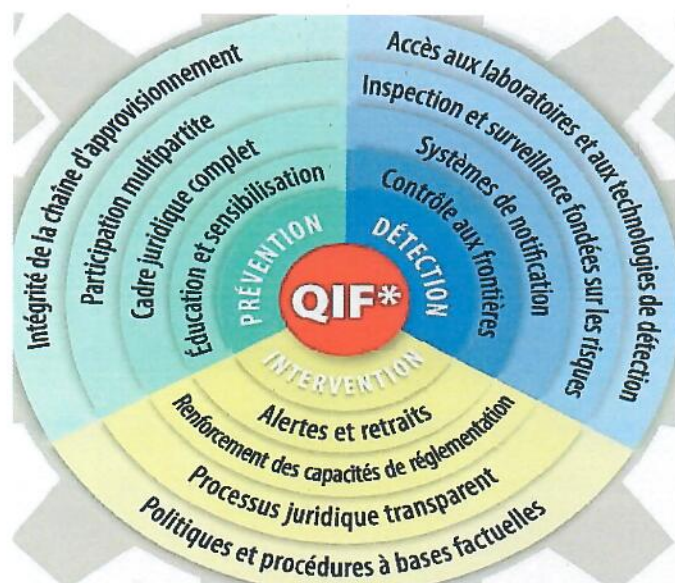 Intégrité de la chaîne d'approvisionnement
Participation multipartite
Cadre juridique complet
Éducation et sensibilisation
PRÉVENTION
Accès aux laboratoires et aux technologies de détection
Inspection et surveillance fondées sur les risques
Systèmes de notification
Contrôle aux frontières
DÉTECTION
QIF*
INTERVENTION
Alertes et retraits
Renforcement des capacités de réglementation
Processus juridique transparent
Politiques et procédures à bases factuelles